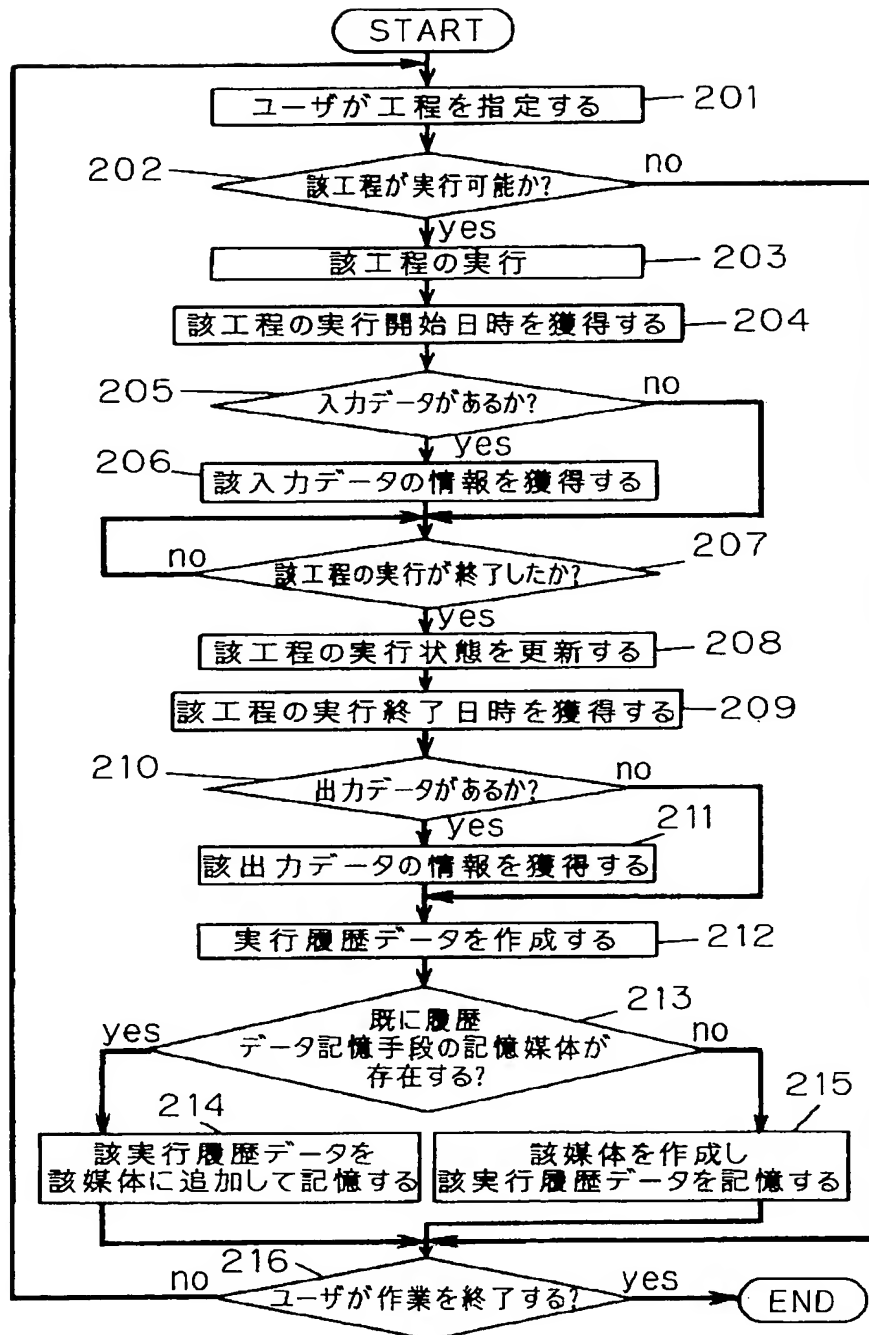 START
ユーザが工程を指定する
201
202
該工程が実行可能か?
no
yes
該工程の実行
203
該工程の実行開始日時を獲得する
204
205
入力データがあるか?
no
yes
206
該入力データの情報を獲得する
no
該工程の実行が終了したか?
207
yes
該工程の実行状態を更新する
208
該工程の実行終了日時を獲得する
209
210
出力データがあるか?
no
yes
211
該出力データの情報を獲得する
実行履歴データを作成する
212
213
yes
既に履歴
データ記憶手段の記憶媒体が
存在する?
no
214
該実行履歴データを
該媒体に追加して記憶する
215
該媒体を作成し
該実行履歴データを記憶する
216
no
ユーザが作業を終了する?
yes
END